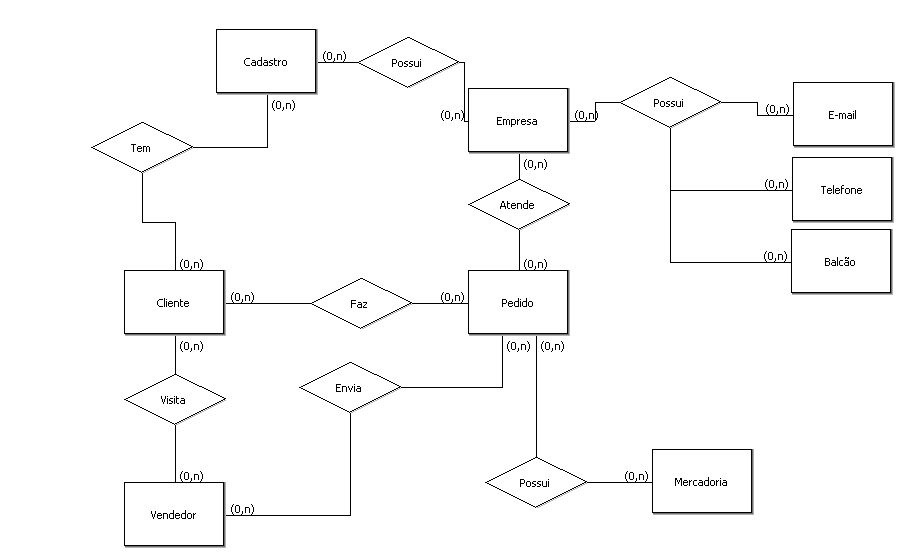 Cadastro
(0,n)
Possui
(0,n)
(0,n)
Empresa
(0,n)
Possui
(0,n)
E-mail
Tem
(0,n)
(0,n)
Telefone
Atende
(0,n)
Balcão
(0,n)
(0,n)
Cliente
(0,n)
Faz
(0,n)
Pedido
(0,n)
(0,n)
(0,n)
Envia
Visita
(0,n)
Possui
(0,n)
Mercadoria
Vendedor
(0,n)